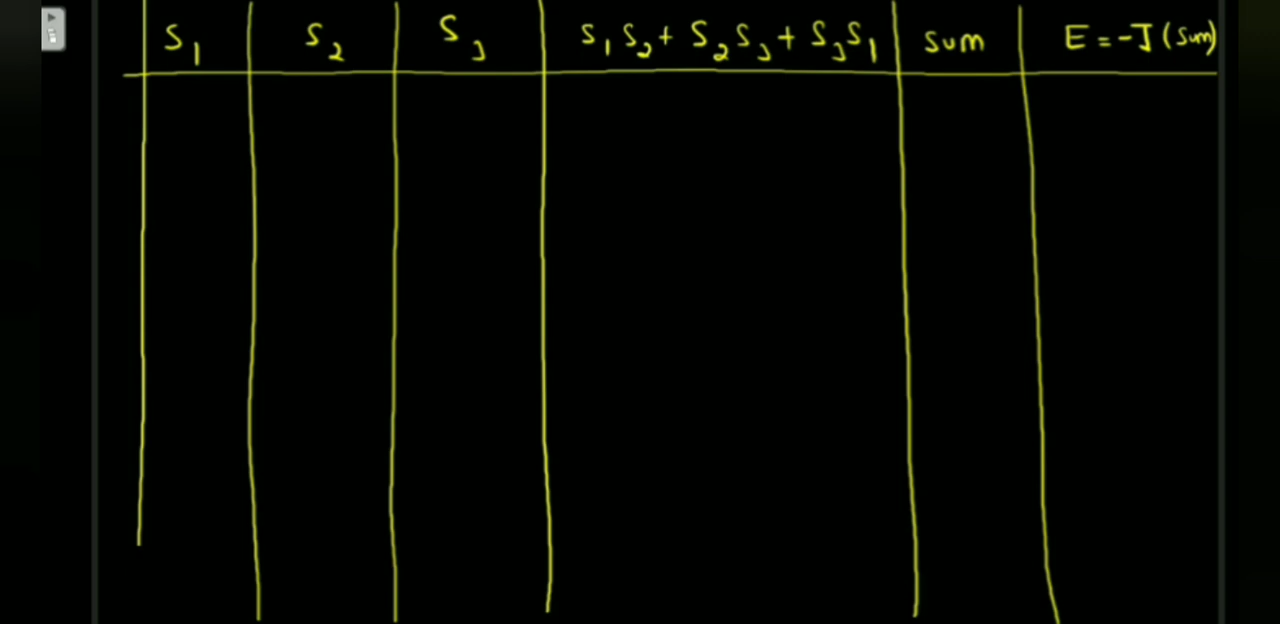 S₁ S₂ S₃ S₁S₂ + S₂S₃ + S₃S₁ sum E = -J (sum)